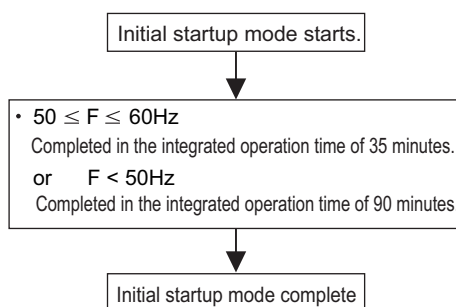 Initial startup mode starts.
• 50 ≤ F ≤ 60Hz
Completed in the integrated operation time of 35 minutes.
or F < 50Hz
Completed in the integrated operation time of 90 minutes.
Initial startup mode complete